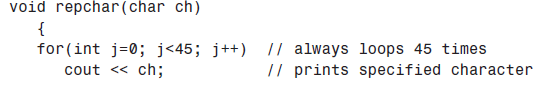 void repchar(char ch)
{
for(int j=0; j<45; j++) // always loops 45 times
cout << ch; // prints specified character